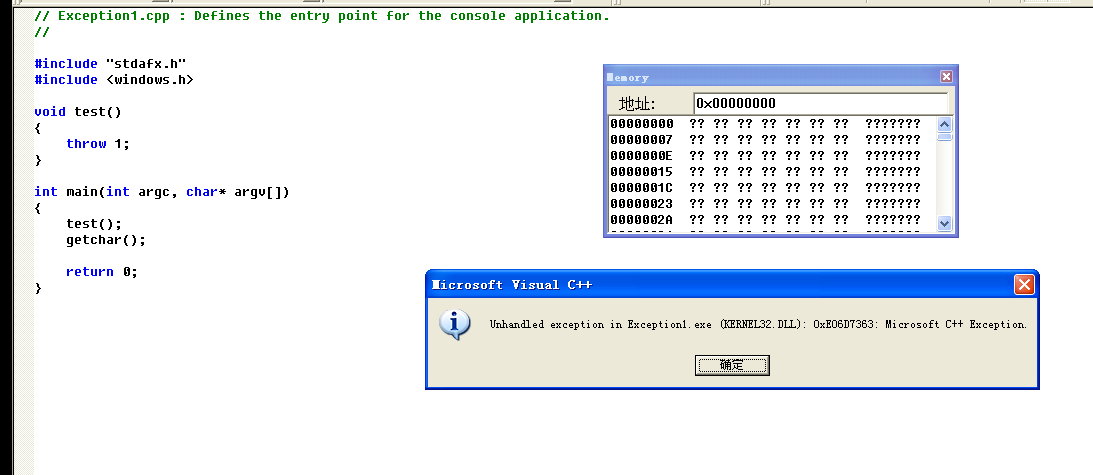 // Exception1.cpp : Defines the entry point for the console application.
//
#include "stdafx.h"
#include <windows.h>
void test()
{
    throw 1;
}
int main(int argc, char* argv[])
{
    test();
    getchar();
    return 0;
}
Memory
地址: 0x00000000
00000000 ?? ?? ?? ?? ?? ?? ?? ???????
00000007 ?? ?? ?? ?? ?? ?? ?? ???????
0000000E ?? ?? ?? ?? ?? ?? ?? ???????
00000015 ?? ?? ?? ?? ?? ?? ?? ???????
0000001C ?? ?? ?? ?? ?? ?? ?? ???????
00000023 ?? ?? ?? ?? ?? ?? ?? ???????
0000002A ?? ?? ?? ?? ?? ?? ?? ???????
Microsoft Visual C++
Unhandled exception in Exception1.exe (KERNEL32.DLL): 0xE06D7363: Microsoft C++ Exception.
确定